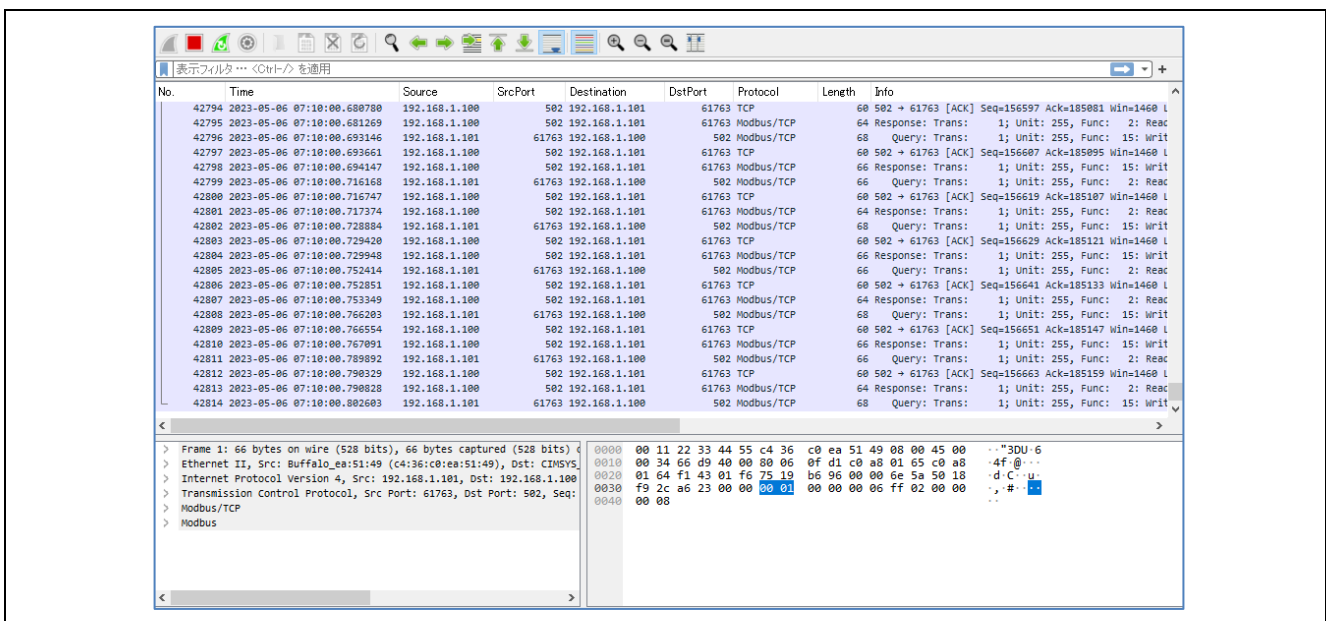 表示フィルタ … <Ctrl-/> を適用
No. Time Source SrcPort Destination DstPort Protocol Length Info
42794 2023-05-06 07:10:00.680780 192.168.1.100 502 192.168.1.101 61763 TCP 60 502 → 61763 [ACK] Seq=156597 Ack=185081 Win=1460 L
42795 2023-05-06 07:10:00.681269 192.168.1.100 502 192.168.1.101 61763 Modbus/TCP 64 Response: Trans: 1; Unit: 255, Func: 2: Read
42796 2023-05-06 07:10:00.693146 192.168.1.101 61763 192.168.1.100 502 Modbus/TCP 68 Query: Trans: 1; Unit: 255, Func: 15: Writ
42797 2023-05-06 07:10:00.693661 192.168.1.100 502 192.168.1.101 61763 TCP 60 502 → 61763 [ACK] Seq=156607 Ack=185095 Win=1460 L
42798 2023-05-06 07:10:00.694147 192.168.1.100 502 192.168.1.101 61763 Modbus/TCP 66 Response: Trans: 1; Unit: 255, Func: 15: Writ
42799 2023-05-06 07:10:00.716168 192.168.1.101 61763 192.168.1.100 502 Modbus/TCP 66 Query: Trans: 1; Unit: 255, Func: 2: Read
42800 2023-05-06 07:10:00.716747 192.168.1.100 502 192.168.1.101 61763 TCP 60 502 → 61763 [ACK] Seq=156619 Ack=185107 Win=1460 L
42801 2023-05-06 07:10:00.717374 192.168.1.100 502 192.168.1.101 61763 Modbus/TCP 64 Response: Trans: 1; Unit: 255, Func: 2: Read
42802 2023-05-06 07:10:00.728884 192.168.1.101 61763 192.168.1.100 502 Modbus/TCP 68 Query: Trans: 1; Unit: 255, Func: 15: Writ
42803 2023-05-06 07:10:00.729420 192.168.1.100 502 192.168.1.101 61763 TCP 60 502 → 61763 [ACK] Seq=156629 Ack=185121 Win=1460 L
42804 2023-05-06 07:10:00.729948 192.168.1.100 502 192.168.1.101 61763 Modbus/TCP 66 Response: Trans: 1; Unit: 255, Func: 15: Writ
42805 2023-05-06 07:10:00.752414 192.168.1.101 61763 192.168.1.100 502 Modbus/TCP 66 Query: Trans: 1; Unit: 255, Func: 2: Read
42806 2023-05-06 07:10:00.752851 192.168.1.100 502 192.168.1.101 61763 TCP 60 502 → 61763 [ACK] Seq=156641 Ack=185133 Win=1460 L
42807 2023-05-06 07:10:00.753349 192.168.1.100 502 192.168.1.101 61763 Modbus/TCP 64 Response: Trans: 1; Unit: 255, Func: 2: Read
42808 2023-05-06 07:10:00.766203 192.168.1.101 61763 192.168.1.100 502 Modbus/TCP 68 Query: Trans: 1; Unit: 255, Func: 15: Writ
42809 2023-05-06 07:10:00.766554 192.168.1.100 502 192.168.1.101 61763 TCP 60 502 → 61763 [ACK] Seq=156651 Ack=185147 Win=1460 L
42810 2023-05-06 07:10:00.767091 192.168.1.100 502 192.168.1.101 61763 Modbus/TCP 66 Response: Trans: 1; Unit: 255, Func: 15: Writ
42811 2023-05-06 07:10:00.789892 192.168.1.101 61763 192.168.1.100 502 Modbus/TCP 66 Query: Trans: 1; Unit: 255, Func: 2: Read
42812 2023-05-06 07:10:00.790329 192.168.1.100 502 192.168.1.101 61763 TCP 60 502 → 61763 [ACK] Seq=156663 Ack=185159 Win=1460 L
42813 2023-05-06 07:10:00.790828 192.168.1.100 502 192.168.1.101 61763 Modbus/TCP 64 Response: Trans: 1; Unit: 255, Func: 2: Read
42814 2023-05-06 07:10:00.802603 192.168.1.101 61763 192.168.1.100 502 Modbus/TCP 68 Query: Trans: 1; Unit: 255, Func: 15: Writ
Frame 1: 66 bytes on wire (528 bits), 66 bytes captured (528 bits)
Ethernet II, Src: Buffalo_ea:51:49 (c4:36:c0:ea:51:49), Dst: CIMSYS_
Internet Protocol Version 4, Src: 192.168.1.101, Dst: 192.168.1.100
Transmission Control Protocol, Src Port: 61763, Dst Port: 502, Seq:
Modbus/TCP
Modbus
0000 00 11 22 33 44 55 c4 36 c0 ea 51 49 08 00 45 00 ··"3DU·6
0010 00 34 66 d9 40 00 80 06 0f d1 c0 a8 01 65 c0 a8 ·4f·@···
0020 01 64 f1 43 01 f6 75 19 b6 96 00 00 6e 5a 50 18 ·d·C··u·
0030 f9 2c a6 23 00 00 00 01 00 00 00 06 ff 02 00 00 ·,·#····
0040 00 08 ··